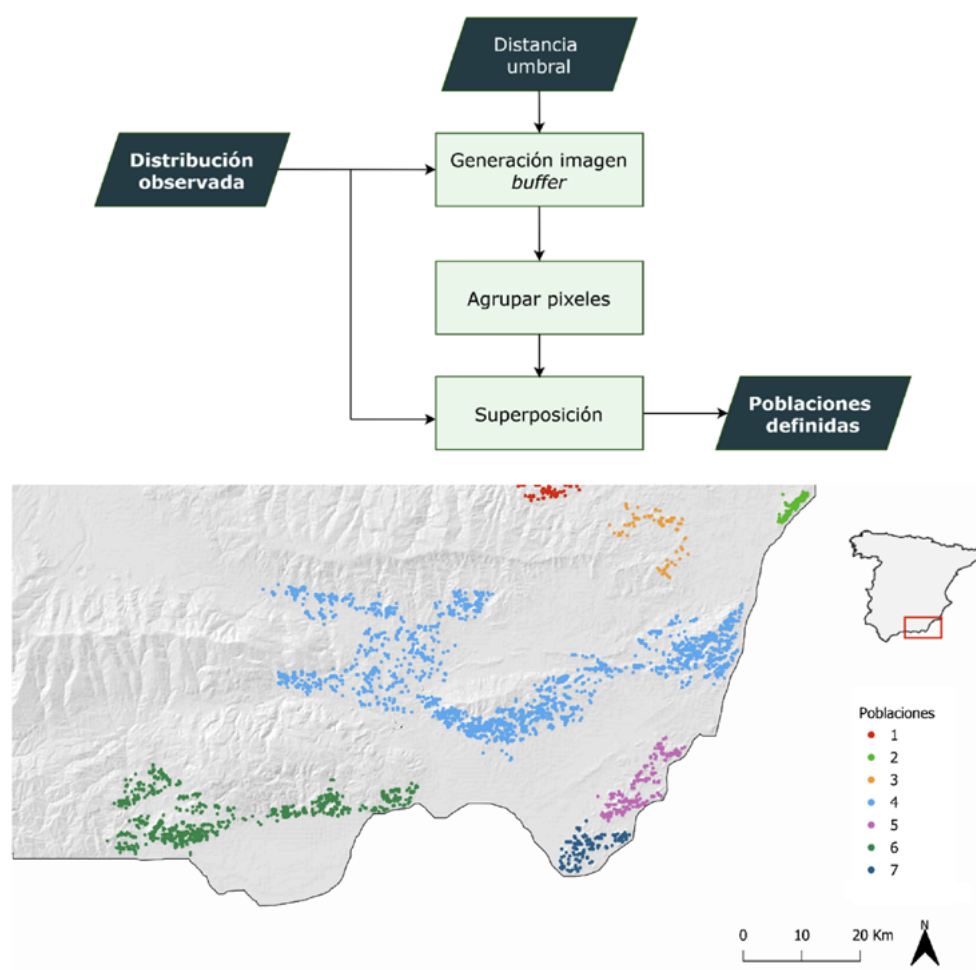 Distancia
umbral
Distribución
observada
Generación imagen
buffer
Agrupar pixeles
Superposición
Poblaciones
definidas
Poblaciones
1
2
3
4
5
6
7
0 10 20 Km
N